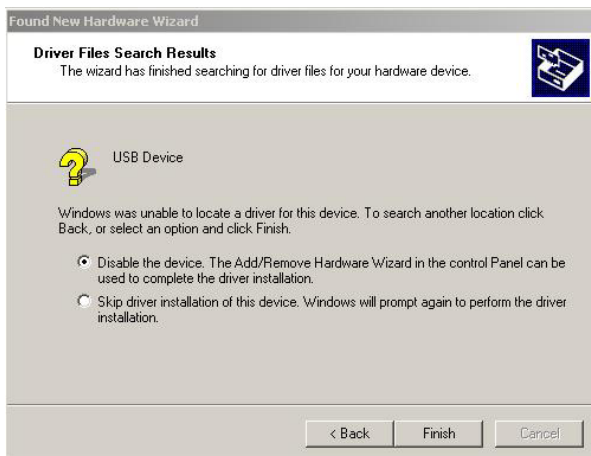 Found New Hardware Wizard
Driver Files Search Results
The wizard has finished searching for driver files for your hardware device.
USB Device
Windows was unable to locate a driver for this device. To search another location click
Back, or select an option and click Finish.
Disable the device. The Add/Remove Hardware Wizard in the control Panel can be
used to complete the driver installation.
Skip driver installation of this device. Windows will prompt again to perform the driver
installation.
< Back
Finish
Cancel